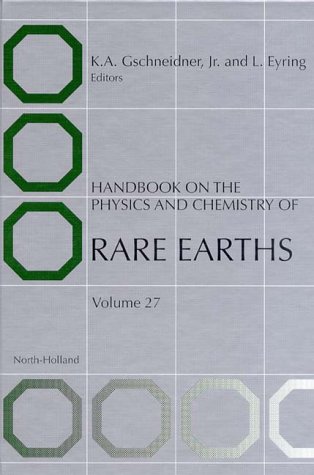 K.A. Gschneidner, Jr. and L. Eyring
Editors
HANDBOOK ON THE
PHYSICS AND CHEMISTRY OF
RARE EARTHS
Volume 27
North-Holland